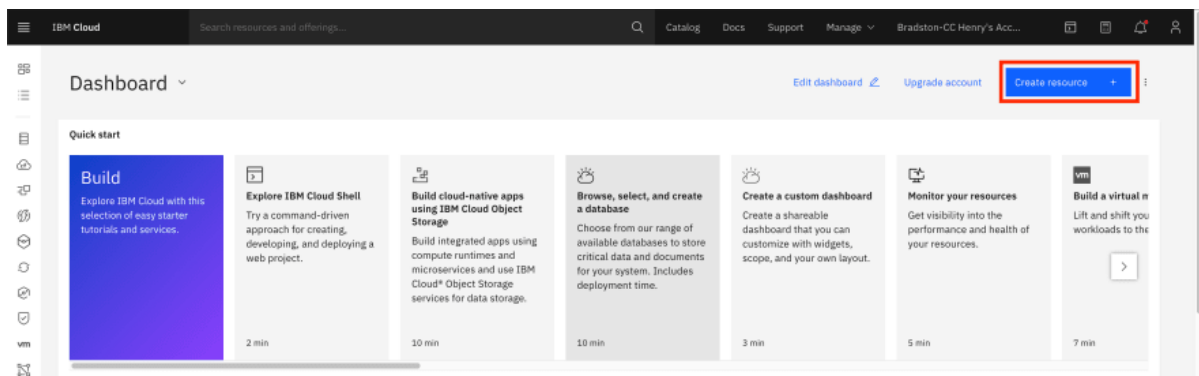 IBM Cloud
Search resources and offerings...
Catalog
Docs
Support
Manage
Bradston-CC Henry's Acc...
Dashboard
Edit dashboard
Upgrade account
Create resource +
Quick start
Build
Explore IBM Cloud with this
selection of easy starter
tutorials and services.
Explore IBM Cloud Shell
Try a command-driven
approach for creating,
developing, and deploying a
web project.
2 min
Build cloud-native apps
using IBM Cloud Object
Storage
Build integrated apps using
compute runtimes and
microservices and use IBM
Cloud® Object Storage
services for data storage.
10 min
Browse, select, and create
a database
Choose from our range of
available databases to store
critical data and documents
for your system. Includes
deployment time.
10 min
Create a custom dashboard
Create a shareable
dashboard that you can
customize with widgets,
scope, and your own layout.
3 min
Monitor your resources
Get visibility into the
performance and health of
your resources.
5 min
vm
Build a virtual m
Lift and shift you
workloads to the
7 min
vm